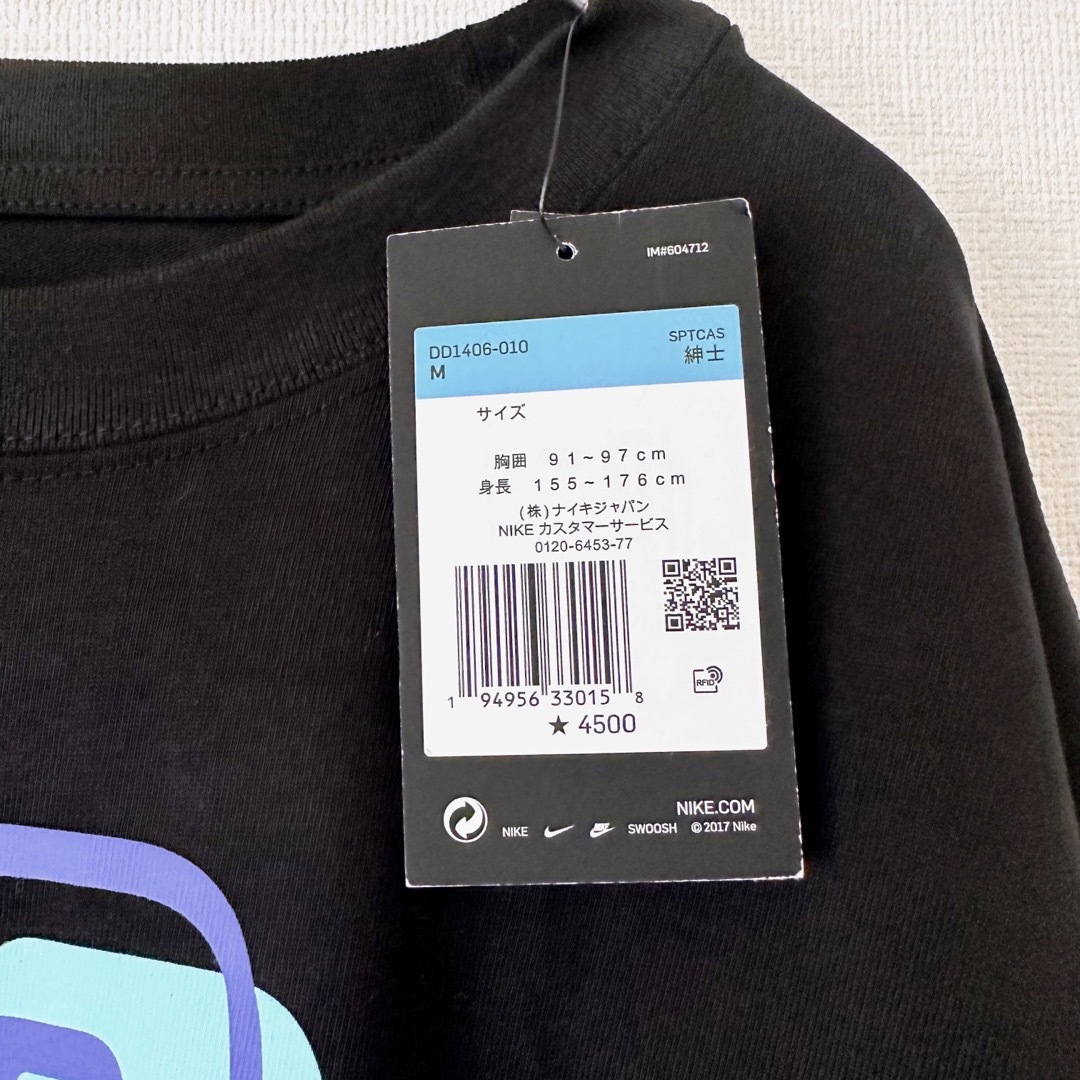 IM#604712
DD1406-010
M
SPTCAS
紳士
サイズ
胸囲 91~97cm
身長 155~176cm
(株)ナイキジャパン
NIKE カスタマーサービス
0120-6453-77
RFID
1 94956 33015 8
★ 4500
NIKE.COM
NIKE SWOOSH © 2017 Nike